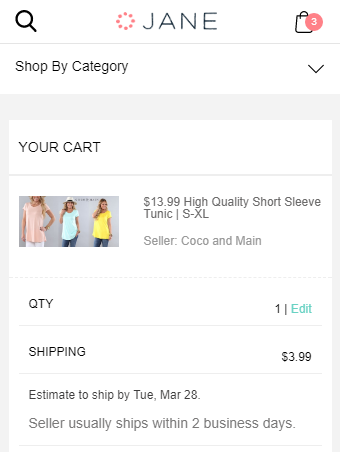 JANE
3
Shop By Category
YOUR CART
$13.99 High Quality Short Sleeve
Tunic | S-XL
Seller: Coco and Main
QTY
1 | Edit
SHIPPING
$3.99
Estimate to ship by Tue, Mar 28.
Seller usually ships within 2 business days.